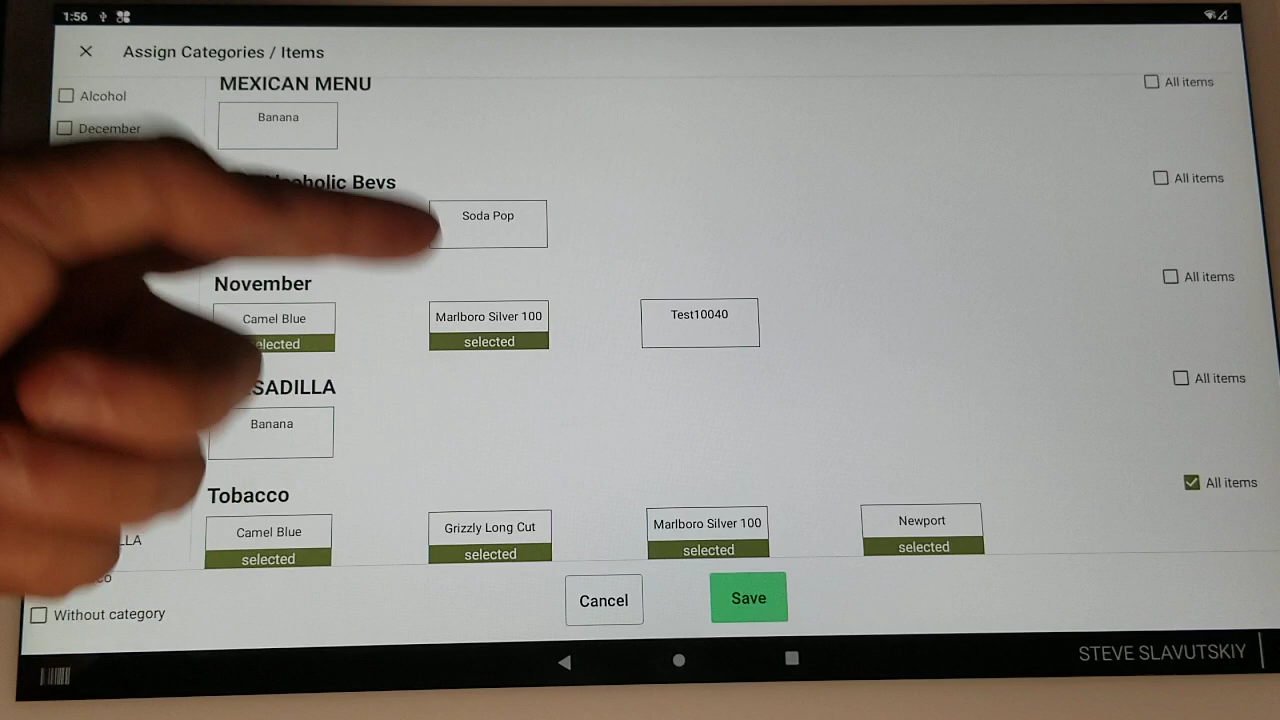 1:56
Assign Categories / Items
Alcohol
December
MEXICAN MENU
All items
Banana
Bevs
All items
Soda Pop
November
All items
Camel Blue
Marlboro Silver 100
Test10040
selected
All items
Banana
Tobacco
All items
Camel Blue
Grizzly Long Cut
Marlboro Silver 100
Newport
selected
selected
selected
selected
Without category
Cancel
Save
STEVE SLAVUTSKIY